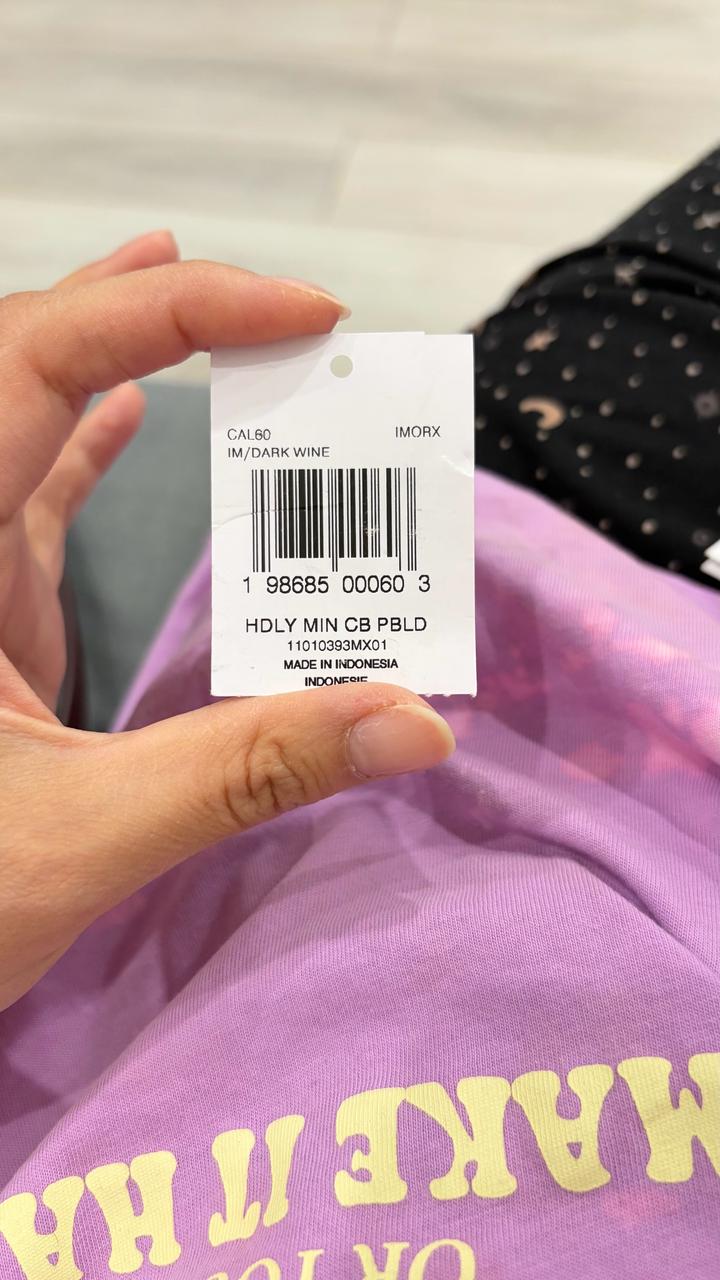 CAL60 IMORX
IM/DARK WINE
1 98685 00060 3
HDLY MIN CB PBLD
11010393MX01
MADE IN INDONESIA
INDONESIE
MAKE IT HA
OR